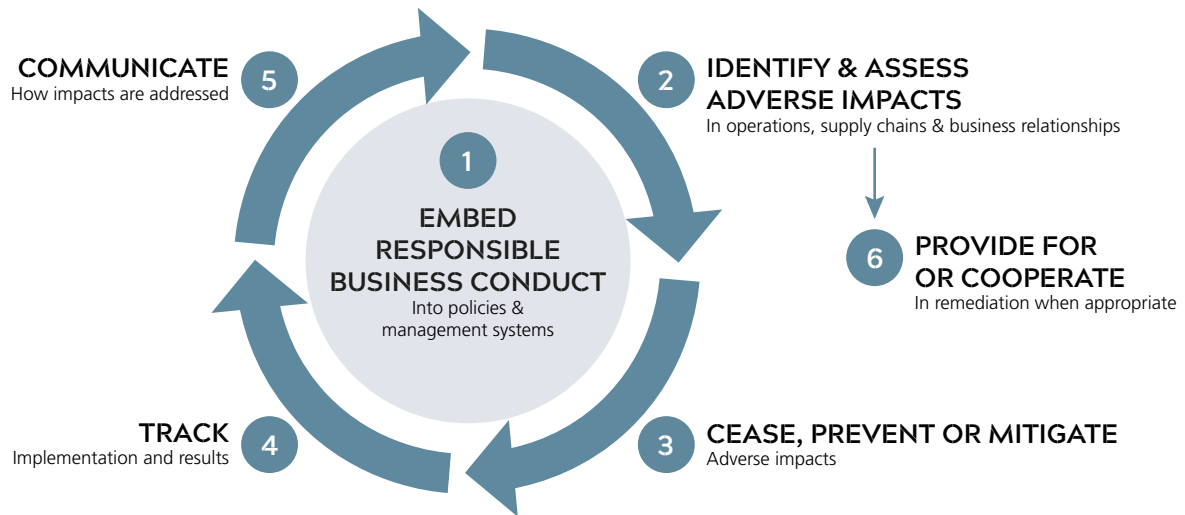 1
EMBED
RESPONSIBLE
BUSINESS CONDUCT
Into policies &
management systems
2
IDENTIFY & ASSESS
ADVERSE IMPACTS
In operations, supply chains & business relationships
3
CEASE, PREVENT OR MITIGATE
Adverse impacts
4
TRACK
Implementation and results
5
COMMUNICATE
How impacts are addressed
6
PROVIDE FOR
OR COOPERATE
In remediation when appropriate